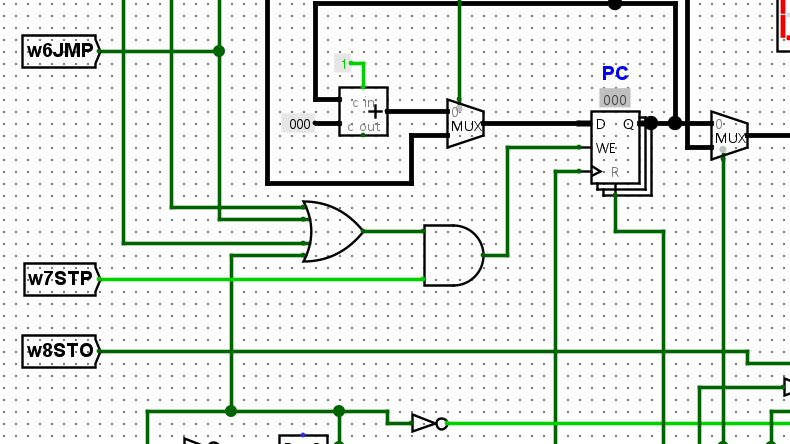 w6JMP
1
PC
000
c in
+
000
c out
0
MUX
D Q
WE
R
0
MUX
w7STP
w8STO